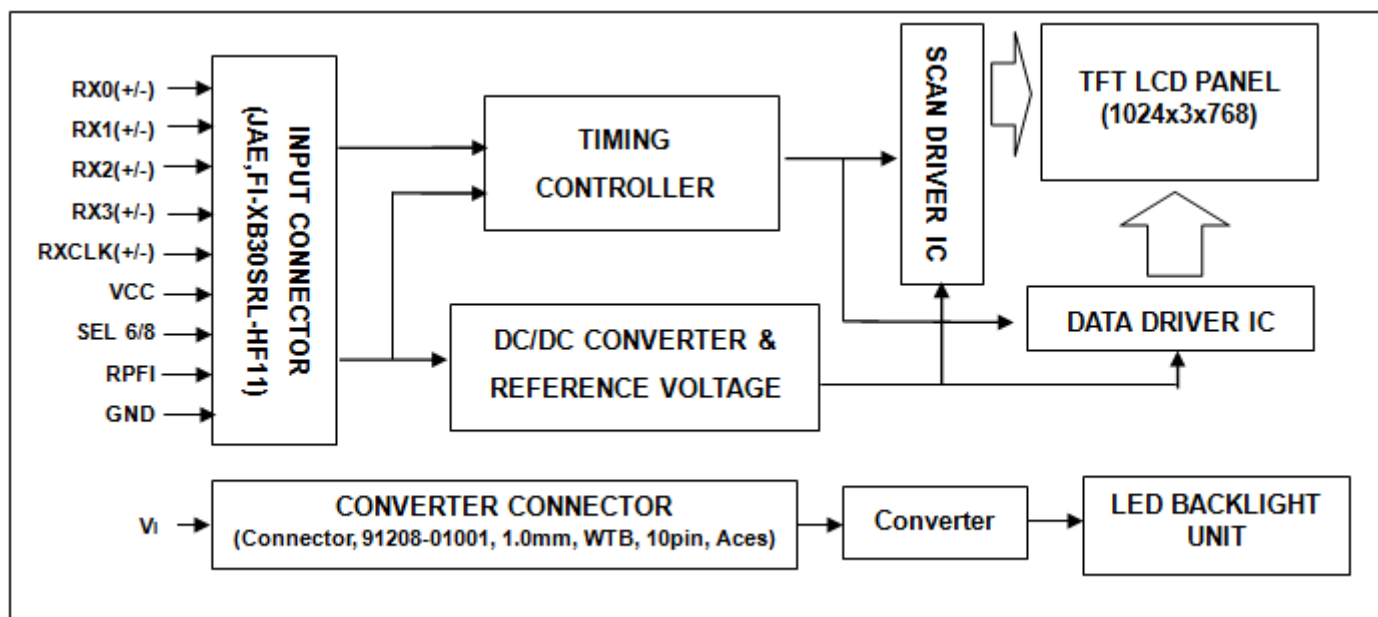 RX0(+/-)
RX1(+/-)
RX2(+/-)
RX3(+/-)
RXCLK(+/-)
VCC
SEL 6/8
RPFI
GND
INPUT CONNECTOR
(JAE,FI-XB30SRL-HF11)
TIMING
CONTROLLER
DC/DC CONVERTER &
REFERENCE VOLTAGE
SCAN DRIVER IC
TFT LCD PANEL
(1024x3x768)
DATA DRIVER IC
VI
CONVERTER CONNECTOR
(Connector, 91208-01001, 1.0mm, WTB, 10pin, Aces)
Converter
LED BACKLIGHT
UNIT